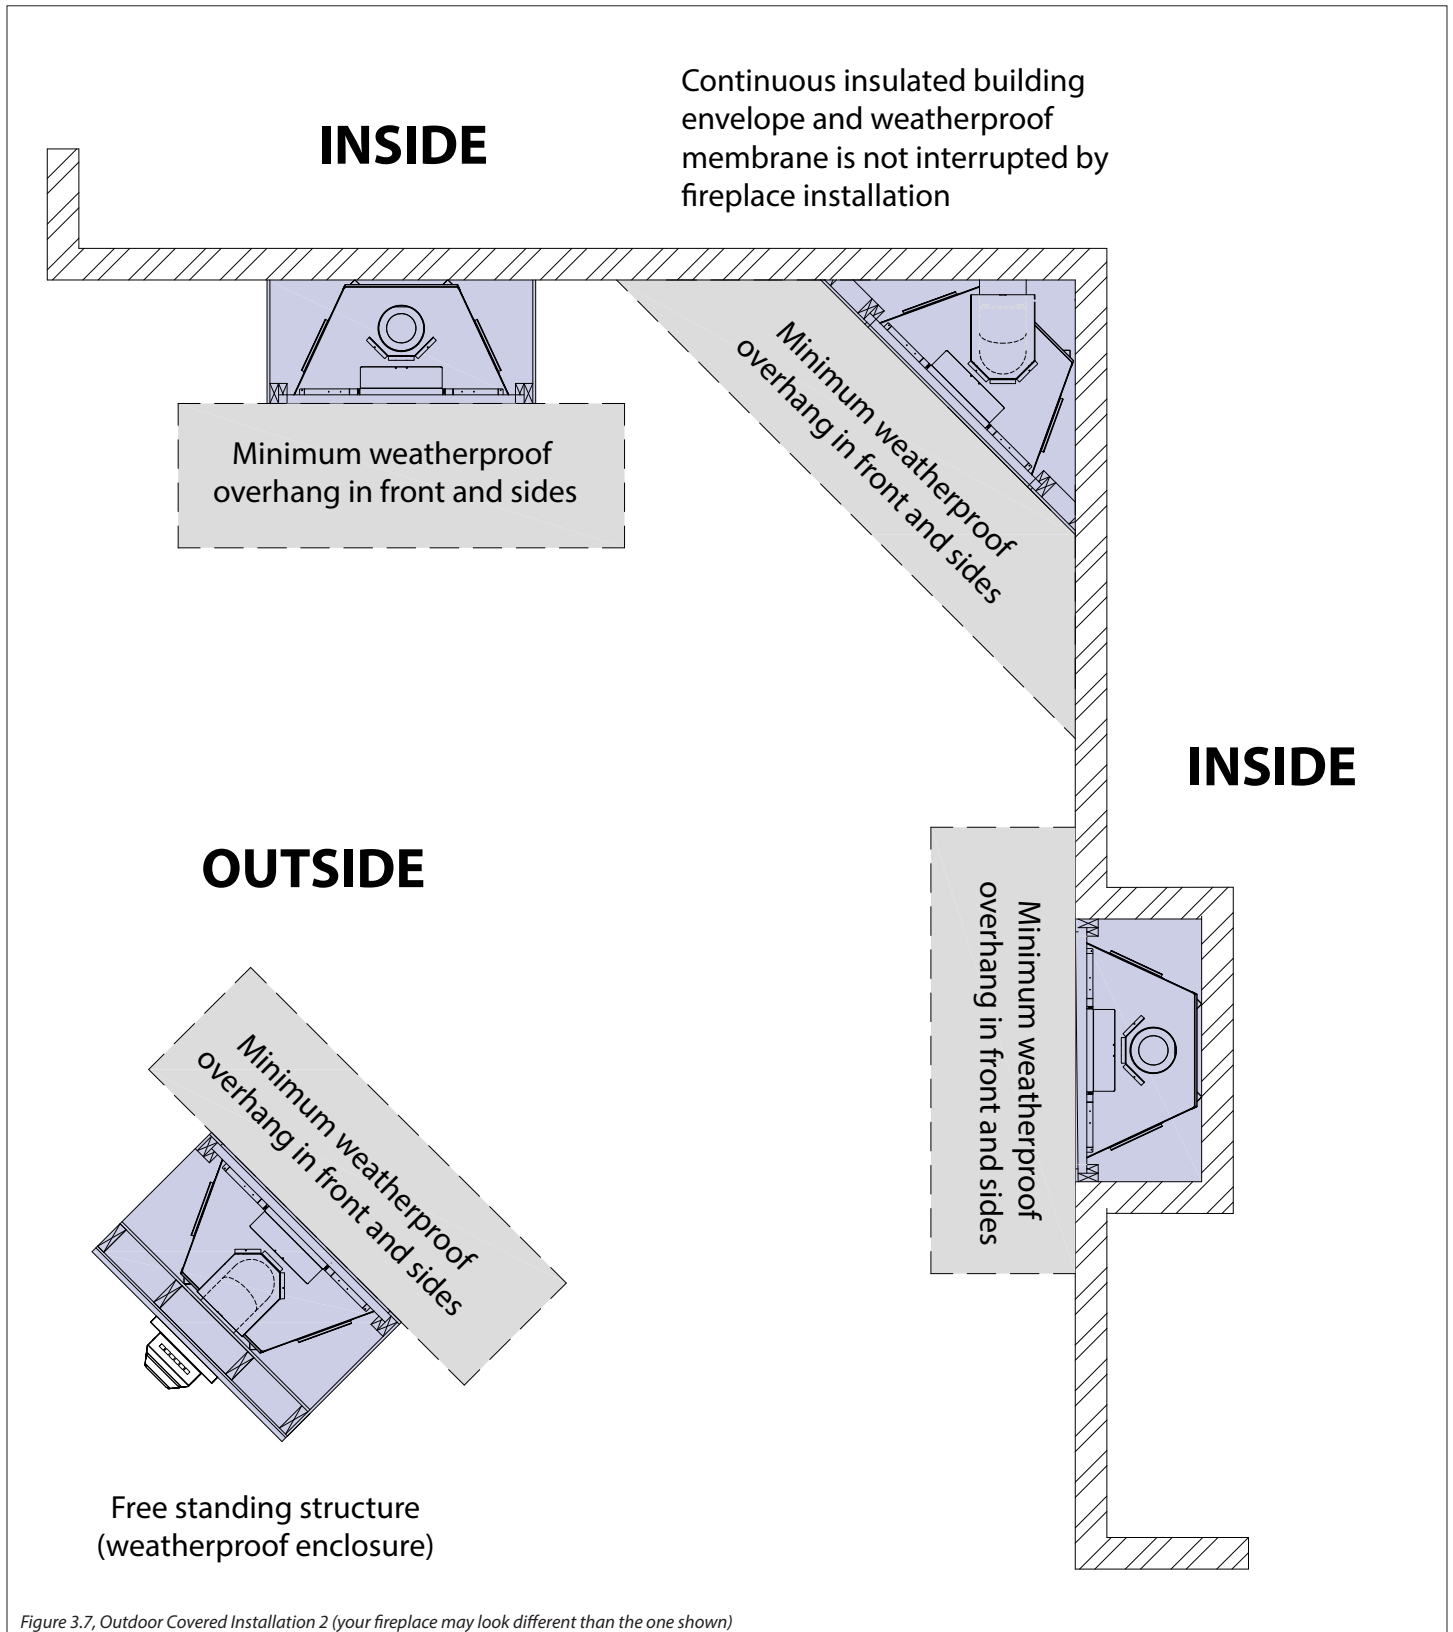 Continuous insulated building
envelope and weatherproof
membrane is not interrupted by
fireplace installation
INSIDE
Minimum weatherproof
overhang in front and sides
Minimum weatherproof
overhang in front and sides
INSIDE
OUTSIDE
Minimum weatherproof
overhang in front and sides
Minimum weatherproof
overhang in front and sides
Free standing structure
(weatherproof enclosure)
Figure 3.7, Outdoor Covered Installation 2 (your fireplace may look different than the one shown)